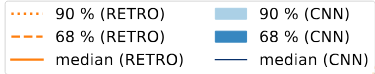 90 % (RETRO) 90 % (CNN)
68 % (RETRO) 68 % (CNN)
median (RETRO) median (CNN)